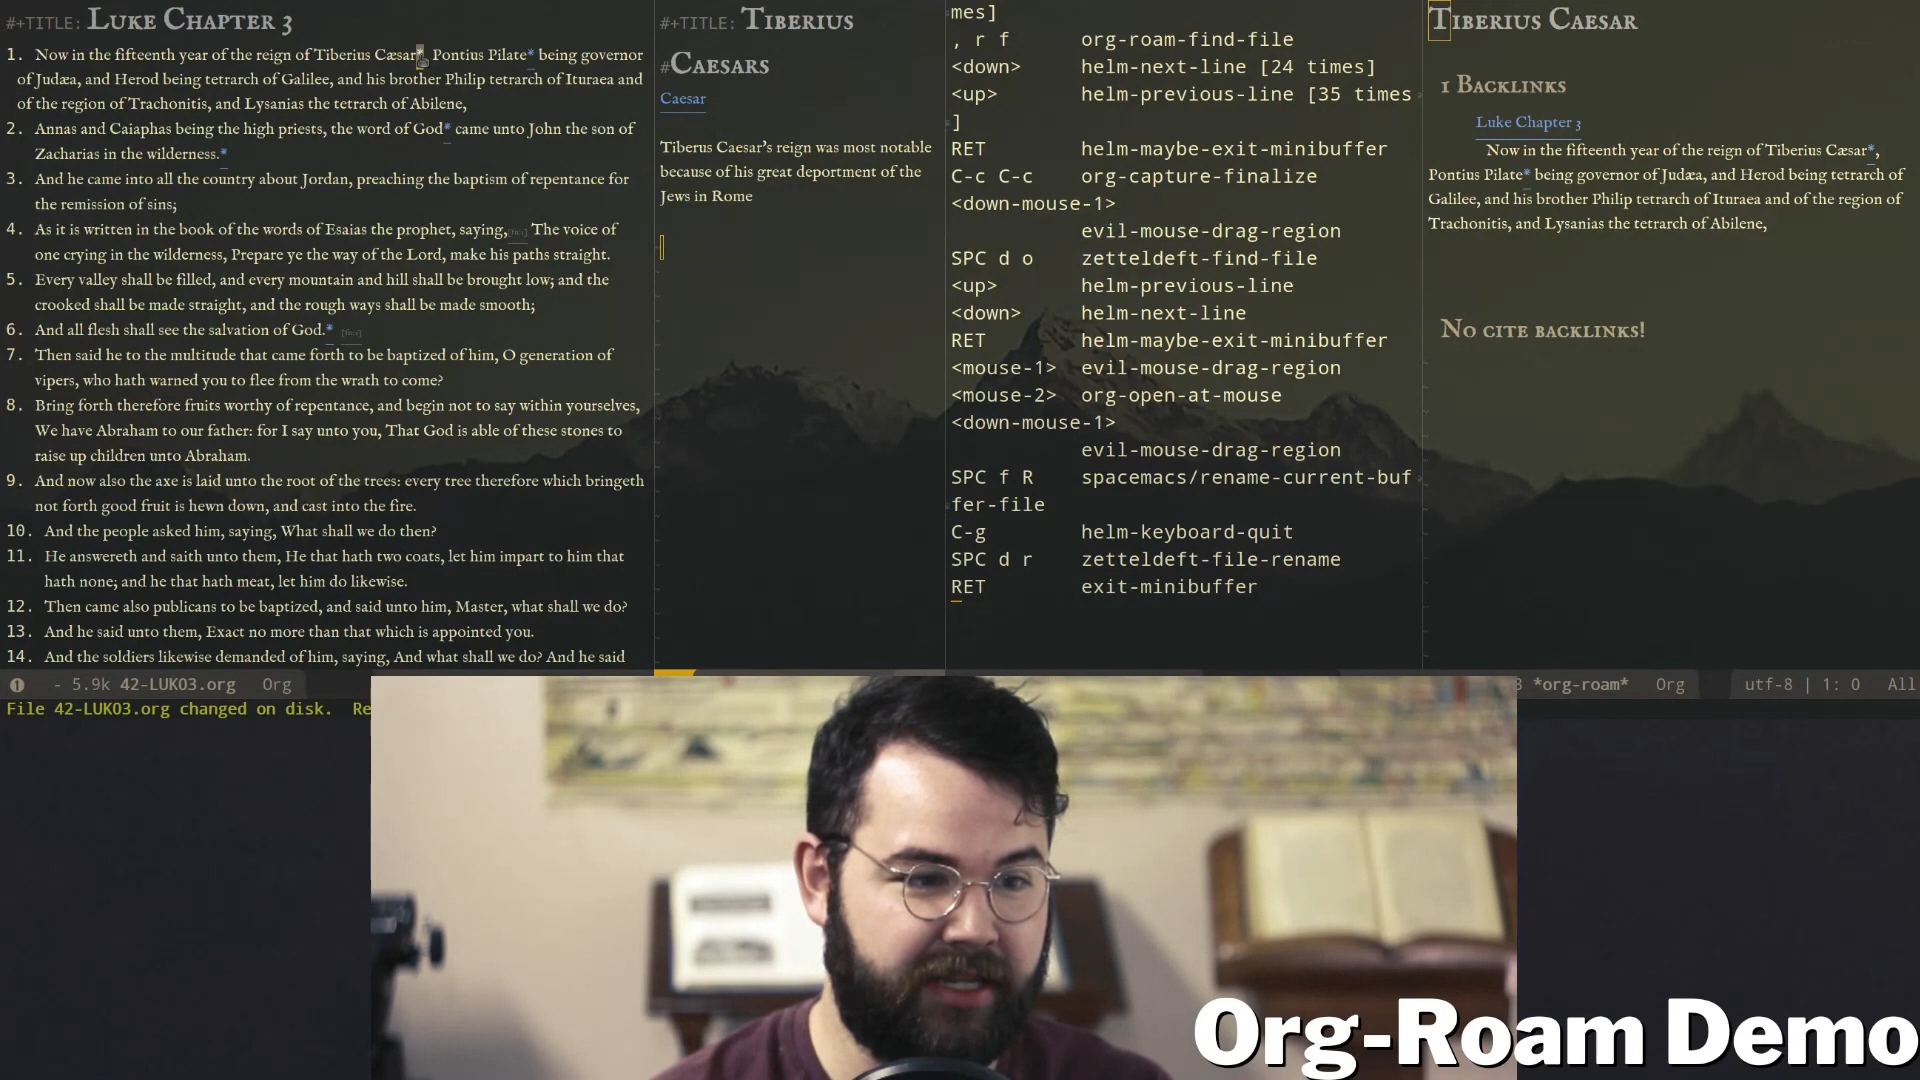 #+TITLE: Luke Chapter 3
1. Now in the fifteenth year of the reign of Tiberius Cæsar*, Pontius Pilate* being governor
of Judæa, and Herod being tetrarch of Galilee, and his brother Philip tetrarch of Ituraea and
of the region of Trachonitis, and Lysanias the tetrarch of Abilene,
2. Annas and Caiaphas being the high priests, the word of God* came unto John the son of
Zacharias in the wilderness.*
3. And he came into all the country about Jordan, preaching the baptism of repentance for
the remission of sins;
4. As it is written in the book of the words of Esaias the prophet, saying, The voice of
one crying in the wilderness, Prepare ye the way of the Lord, make his paths straight.
5. Every valley shall be filled, and every mountain and hill shall be brought low; and the
crooked shall be made straight, and the rough ways shall be made smooth;
6. And all flesh shall see the salvation of God.*
7. Then said he to the multitude that came forth to be baptized of him, O generation of
vipers, who hath warned you to flee from the wrath to come?
8. Bring forth therefore fruits worthy of repentance, and begin not to say within yourselves,
We have Abraham to our father: for I say unto you, That God is able of these stones to
raise up children unto Abraham.
9. And now also the axe is laid unto the root of the trees: every tree therefore which bringeth
not forth good fruit is hewn down, and cast into the fire.
10. And the people asked him, saying, What shall we do then?
11. He answereth and saith unto them, He that hath two coats, let him impart to him that
hath none; and he that hath meat, let him do likewise.
12. Then came also publicans to be baptized, and said unto him, Master, what shall we do?
13. And he said unto them, Exact no more than that which is appointed you.
14. And the soldiers likewise demanded of him, saying, And what shall we do? And he said
❶ - 5.9k 42-LUK03.org Org
File 42-LUK03.org changed on disk. Re
#+TITLE: Tiberius
#Caesars
Caesar
Tiberus Caesar's reign was most notable
because of his great deportment of the
Jews in Rome
mes]
, r f org-roam-find-file
<down> helm-next-line [24 times]
<up> helm-previous-line [35 times
]
RET helm-maybe-exit-minibuffer
C-c C-c org-capture-finalize
<down-mouse-1>
evil-mouse-drag-region
SPC d o zetteldeft-find-file
<up> helm-previous-line
<down> helm-next-line
RET helm-maybe-exit-minibuffer
<mouse-1> evil-mouse-drag-region
<mouse-2> org-open-at-mouse
<down-mouse-1>
evil-mouse-drag-region
SPC f R spacemacs/rename-current-buf
fer-file
C-g helm-keyboard-quit
SPC d r zetteldeft-file-rename
RET exit-minibuffer
Tiberius Caesar
1 Backlinks
Luke Chapter 3
Now in the fifteenth year of the reign of Tiberius Cæsar*,
Pontius Pilate* being governor of Judæa, and Herod being tetrarch of
Galilee, and his brother Philip tetrarch of Ituraea and of the region of
Trachonitis, and Lysanias the tetrarch of Abilene,
No cite backlinks!
*org-roam* Org utf-8 | 1: 0 All
Org-Roam Demo